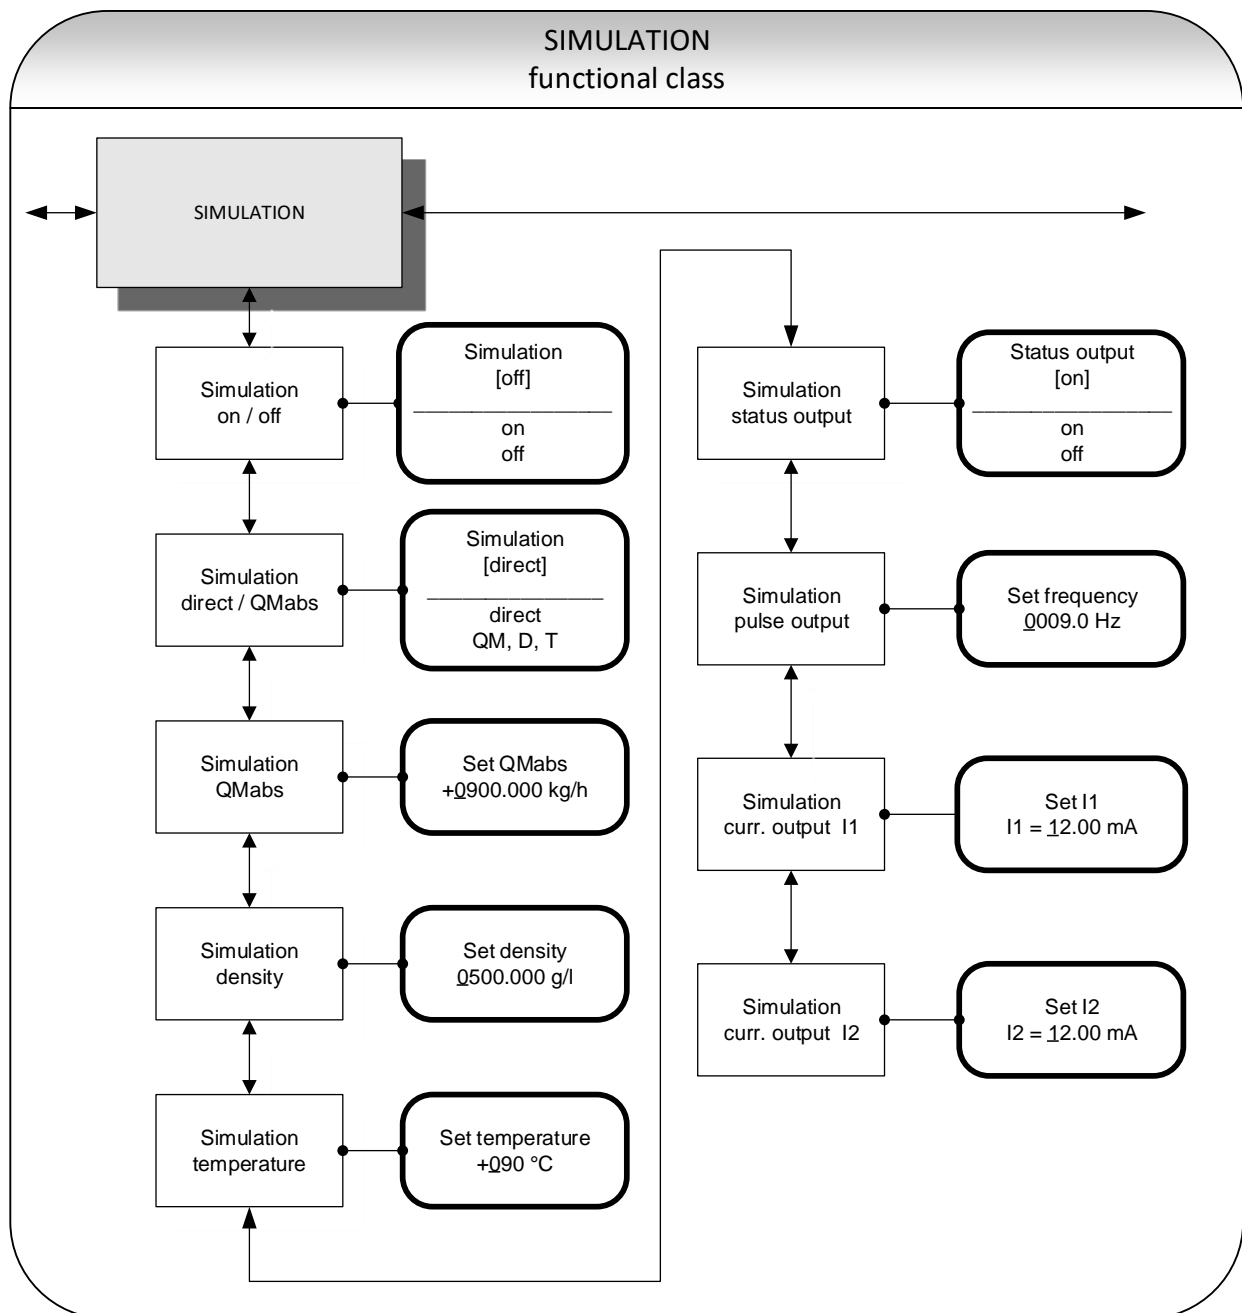 SIMULATION
functional class
SIMULATION
Simulation
on / off
Simulation
[off]
on
off
Simulation
direct / QMabs
Simulation
[direct]
direct
QM, D, T
Simulation
QMabs
Set QMabs
+0900.000 kg/h
Simulation
density
Set density
0500.000 g/l
Simulation
temperature
Set temperature
+090 °C
Simulation
status output
Status output
[on]
on
off
Simulation
pulse output
Set frequency
0009.0 Hz
Simulation
curr. output I1
Set I1
I1 = 12.00 mA
Simulation
curr. output I2
Set I2
I2 = 12.00 mA